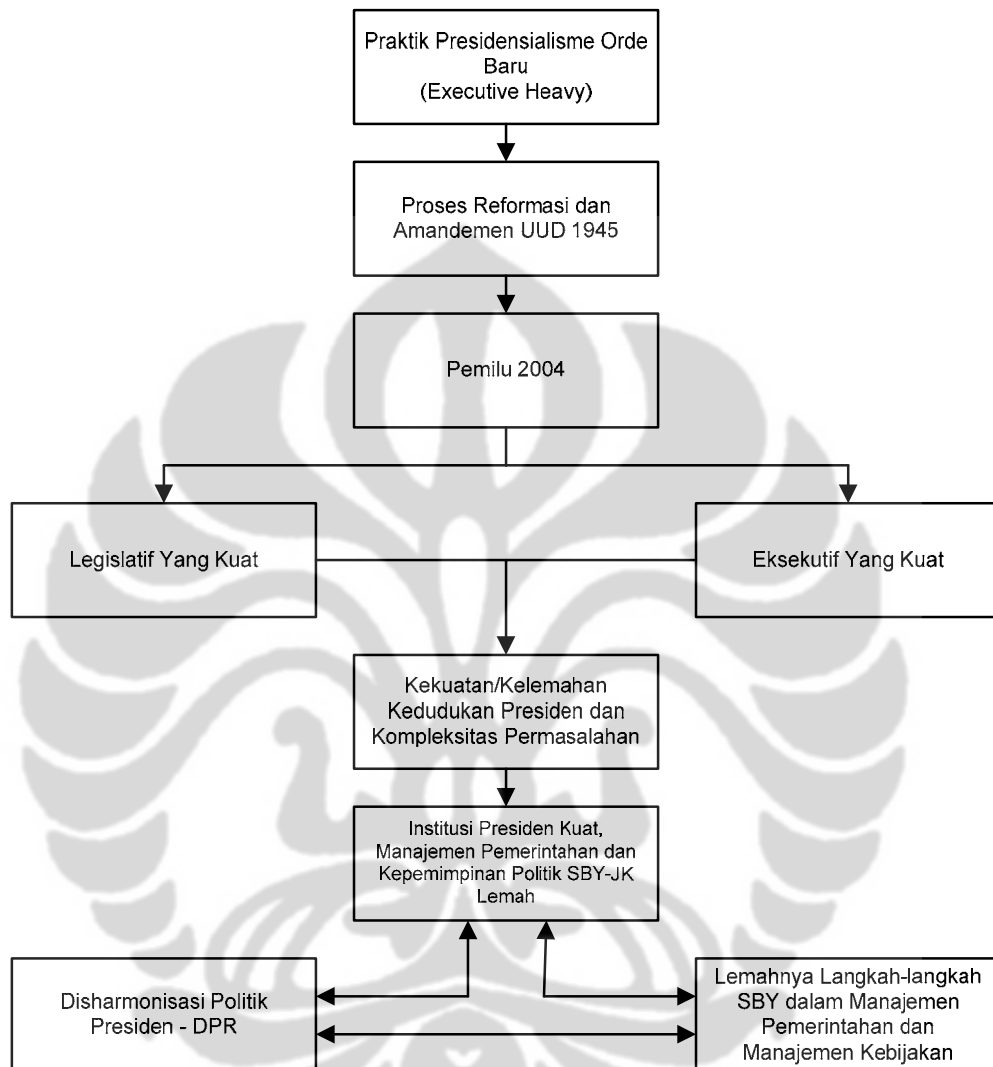 Praktik Presidensialisme Orde
Baru
(Executive Heavy)
Proses Reformasi dan
Amandemen UUD 1945
Pemilu 2004
Legislatif Yang Kuat
Eksekutif Yang Kuat
Kekuatan/Kelemahan
Kedudukan Presiden dan
Kompleksitas Permasalahan
Institusi Presiden Kuat,
Manajemen Pemerintahan dan
Kepemimpinan Politik SBY-JK
Lemah
Disharmonisasi Politik
Presiden - DPR
Lemahnya Langkah-langkah
SBY dalam Manajemen
Pemerintahan dan
Manajemen Kebijakan